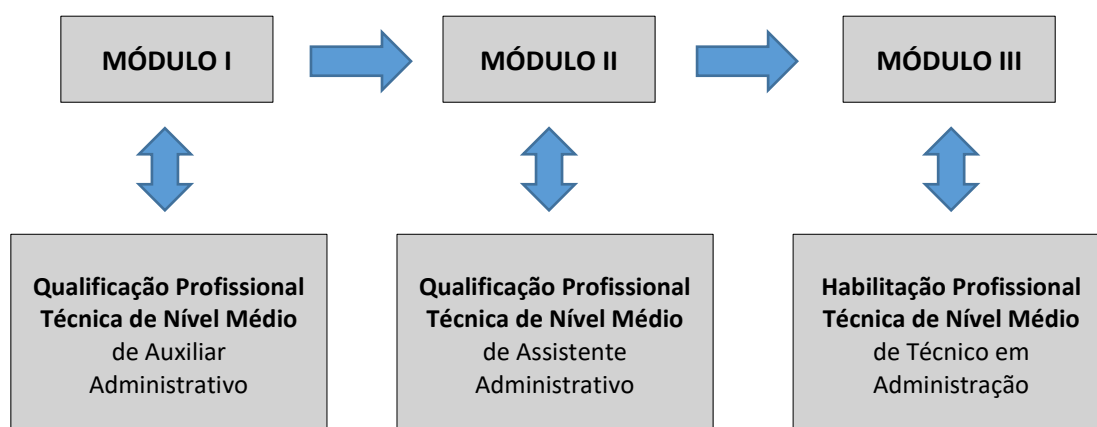 MÓDULO I
MÓDULO II
MÓDULO III
Qualificação Profissional
Técnica de Nível Médio
de Auxiliar
Administrativo
Qualificação Profissional
Técnica de Nível Médio
de Assistente
Administrativo
Habilitação Profissional
Técnica de Nível Médio
de Técnico em
Administração